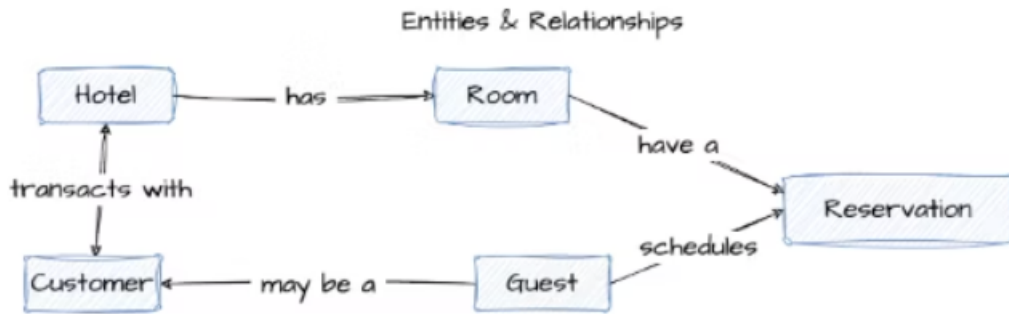 Entities & Relationships
Hotel
has
Room
have a
transacts with
Reservation
schedules
Customer
may be a
Guest